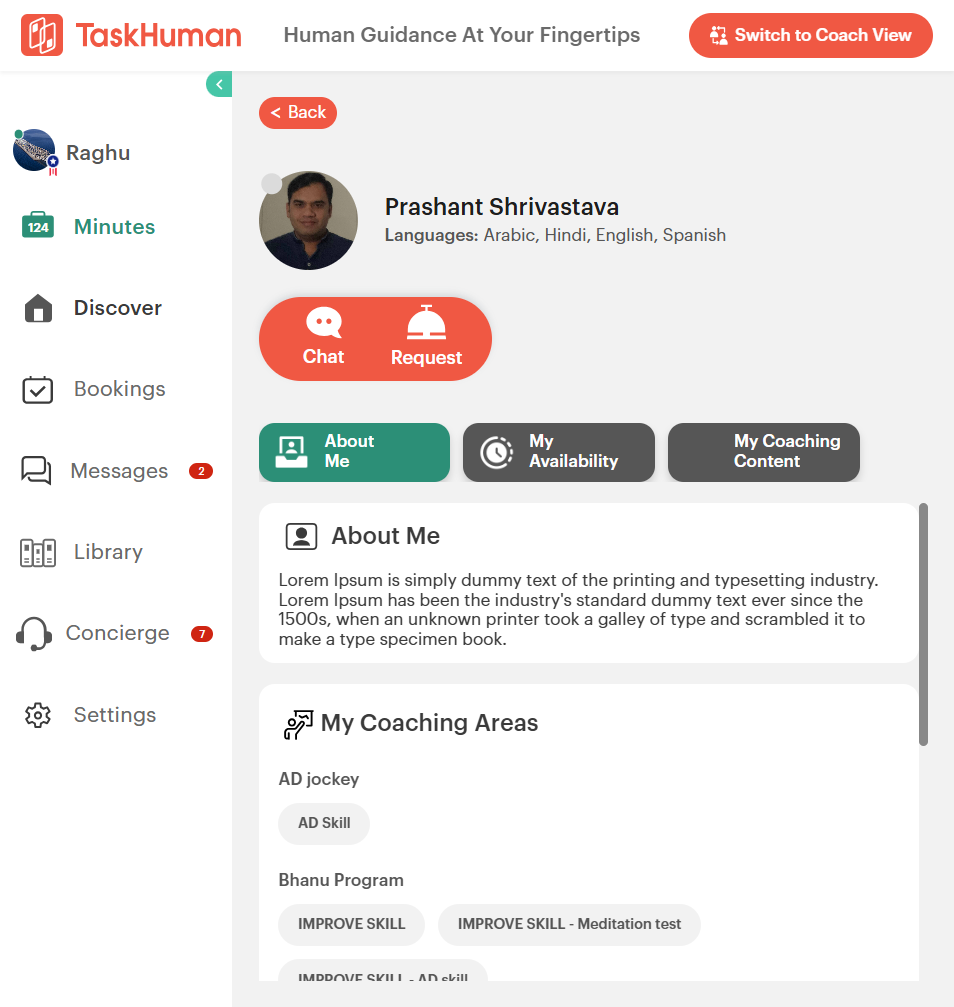 TaskHuman
Human Guidance At Your Fingertips
Switch to Coach View
< Back
Raghu
Prashant Shrivastava
Languages: Arabic, Hindi, English, Spanish
124
Minutes
Discover
Chat
Request
Bookings
About
Me
My
Availability
My Coaching
Content
Messages
2
About Me
Library
Lorem Ipsum is simply dummy text of the printing and typesetting industry.
Lorem Ipsum has been the industry's standard dummy text ever since the
1500s, when an unknown printer took a galley of type and scrambled it to
make a type specimen book.
Concierge
7
Settings
My Coaching Areas
AD jockey
AD Skill
Bhanu Program
IMPROVE SKILL
IMPROVE SKILL - Meditation test
IMPROVE SKILL - AD skill